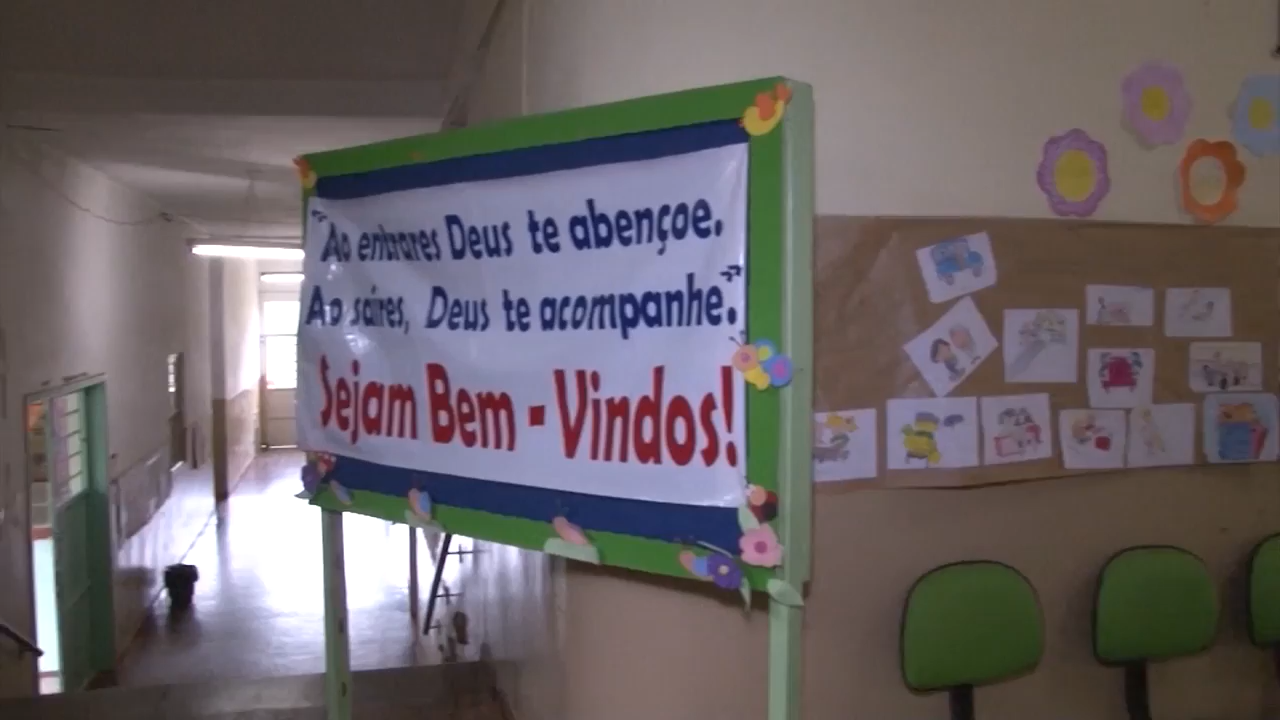 "Ao entrares Deus te abençoe.
Ao saíres, Deus te acompanhe."
Sejam Bem - Vindos!